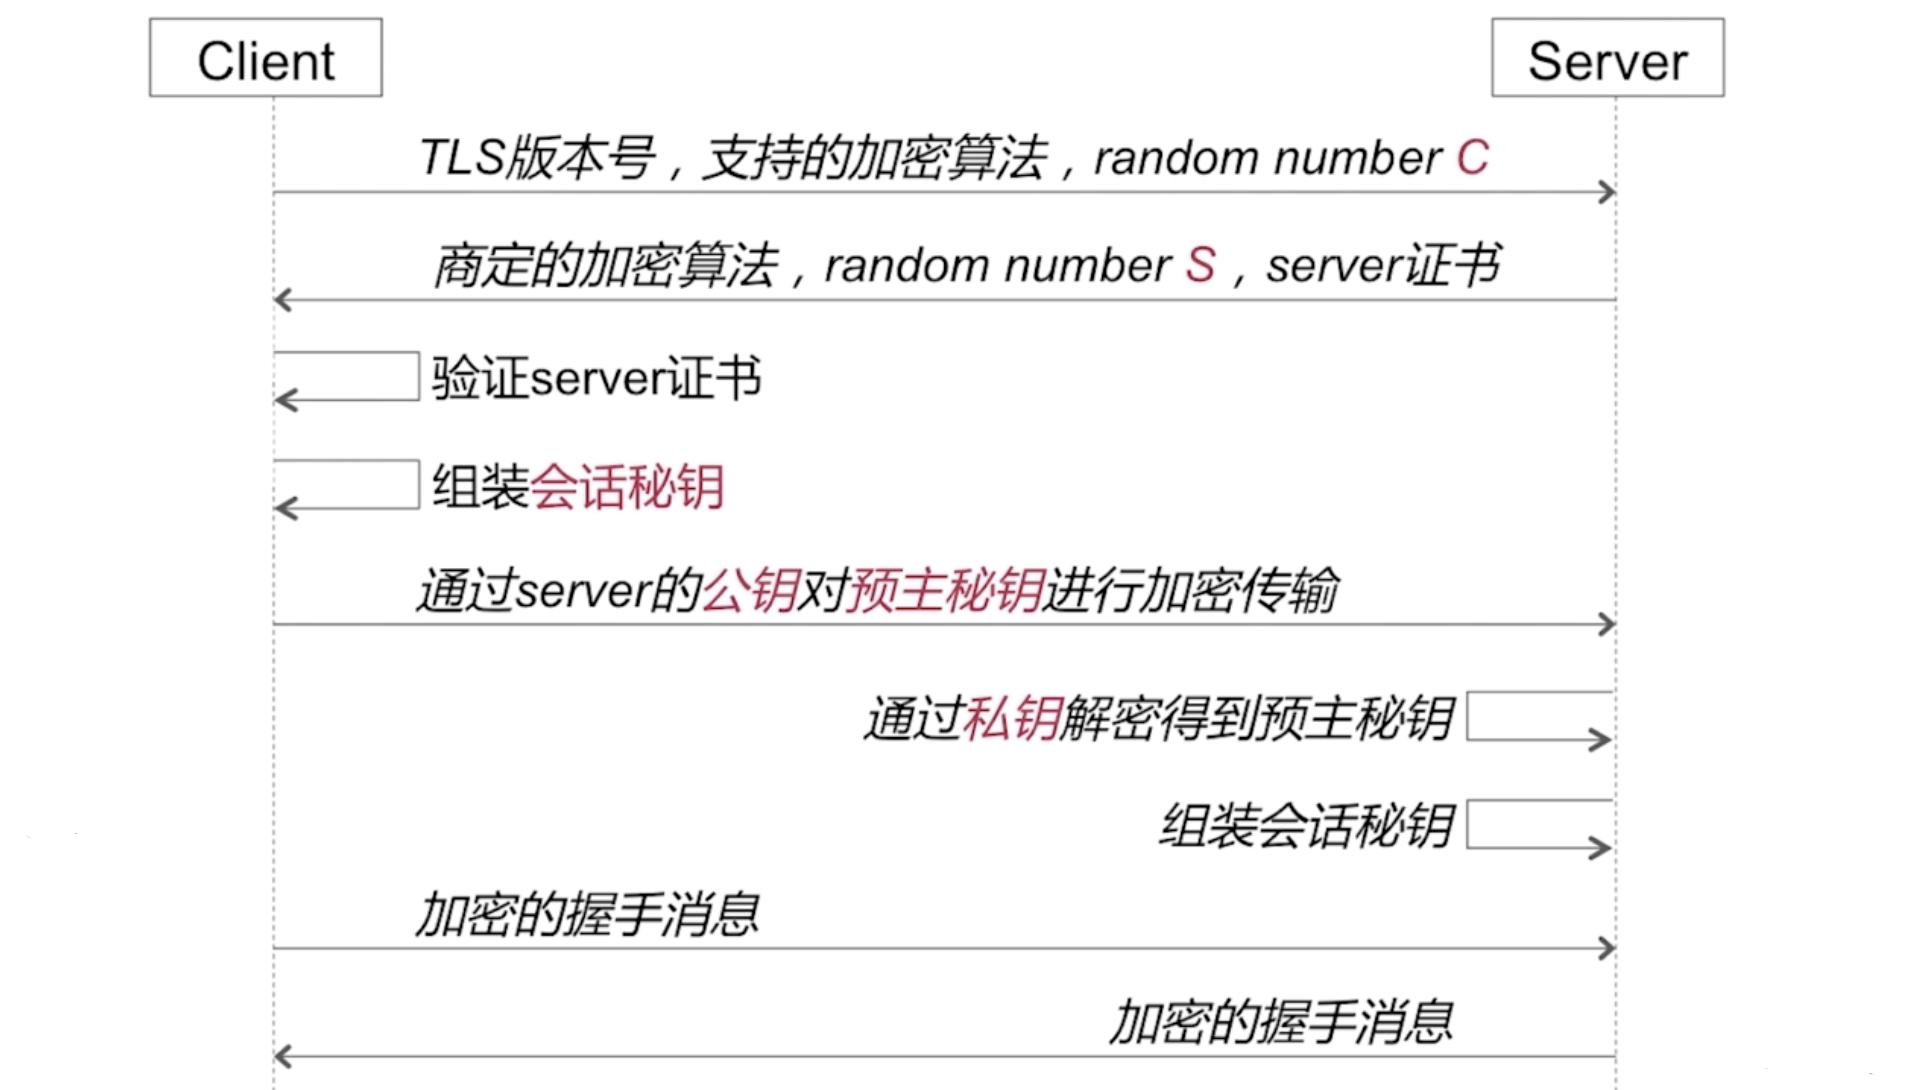 Client
Server
TLS版本号，支持的加密算法，random number C
商定的加密算法，random number S，server证书
验证server证书
组装会话秘钥
通过server的公钥对预主秘钥进行加密传输
通过私钥解密得到预主秘钥
组装会话秘钥
加密的握手消息
加密的握手消息